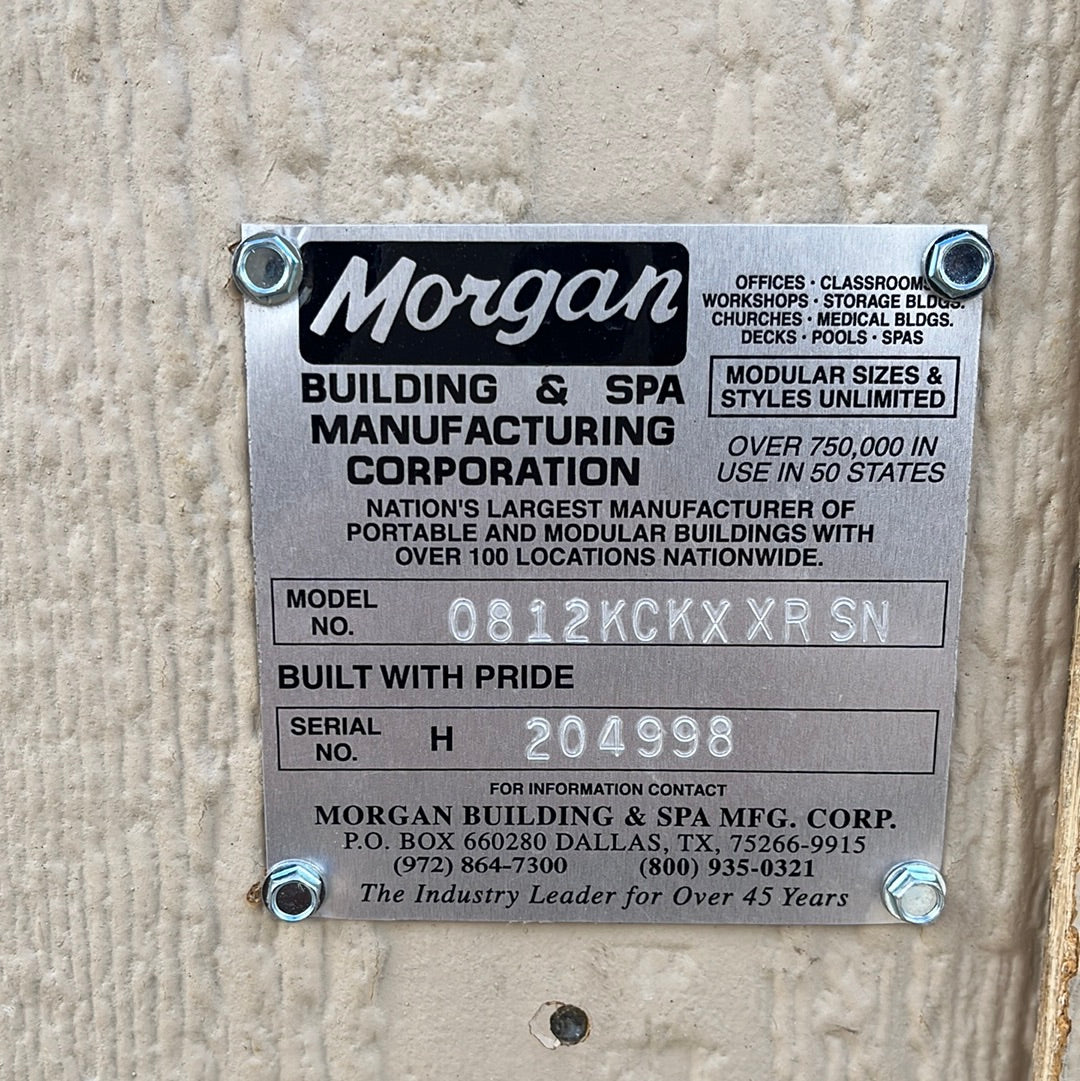 Morgan
BUILDING & SPA
MANUFACTURING
CORPORATION
OFFICES · CLASSROOMS
WORKSHOPS · STORAGE BLDGS.
CHURCHES · MEDICAL BLDGS.
DECKS · POOLS · SPAS
MODULAR SIZES &
STYLES UNLIMITED
OVER 750,000 IN
USE IN 50 STATES
NATION'S LARGEST MANUFACTURER OF
PORTABLE AND MODULAR BUILDINGS WITH
OVER 100 LOCATIONS NATIONWIDE.
MODEL NO. 0812KCKXXRSN
BUILT WITH PRIDE
SERIAL NO. H 204998
FOR INFORMATION CONTACT
MORGAN BUILDING & SPA MFG. CORP.
P.O. BOX 660280 DALLAS, TX, 75266-9915
(972) 864-7300 (800) 935-0321
The Industry Leader for Over 45 Years